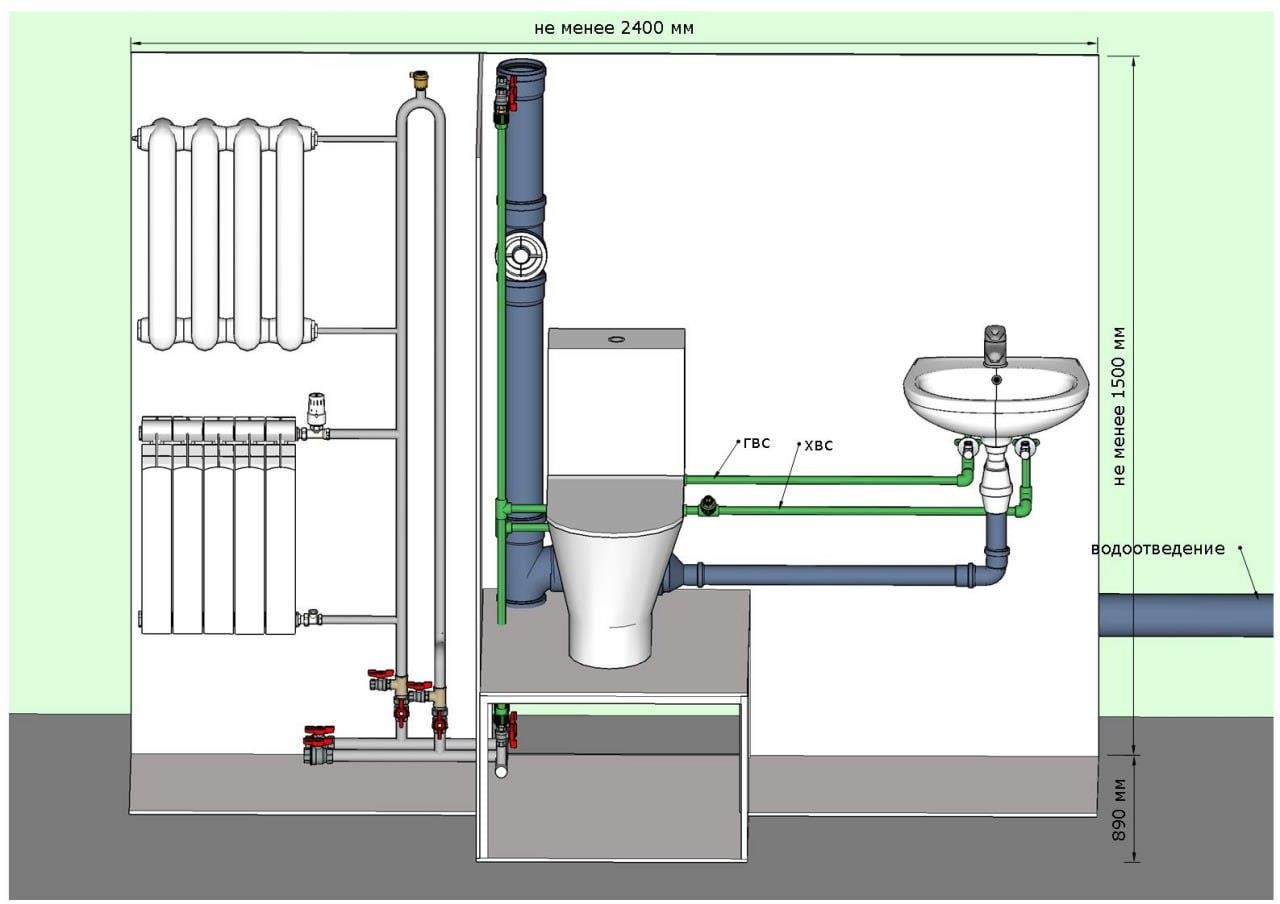 не менее 2400 мм
не менее 1500 мм
гвс
хвс
водоотведение
890 мм